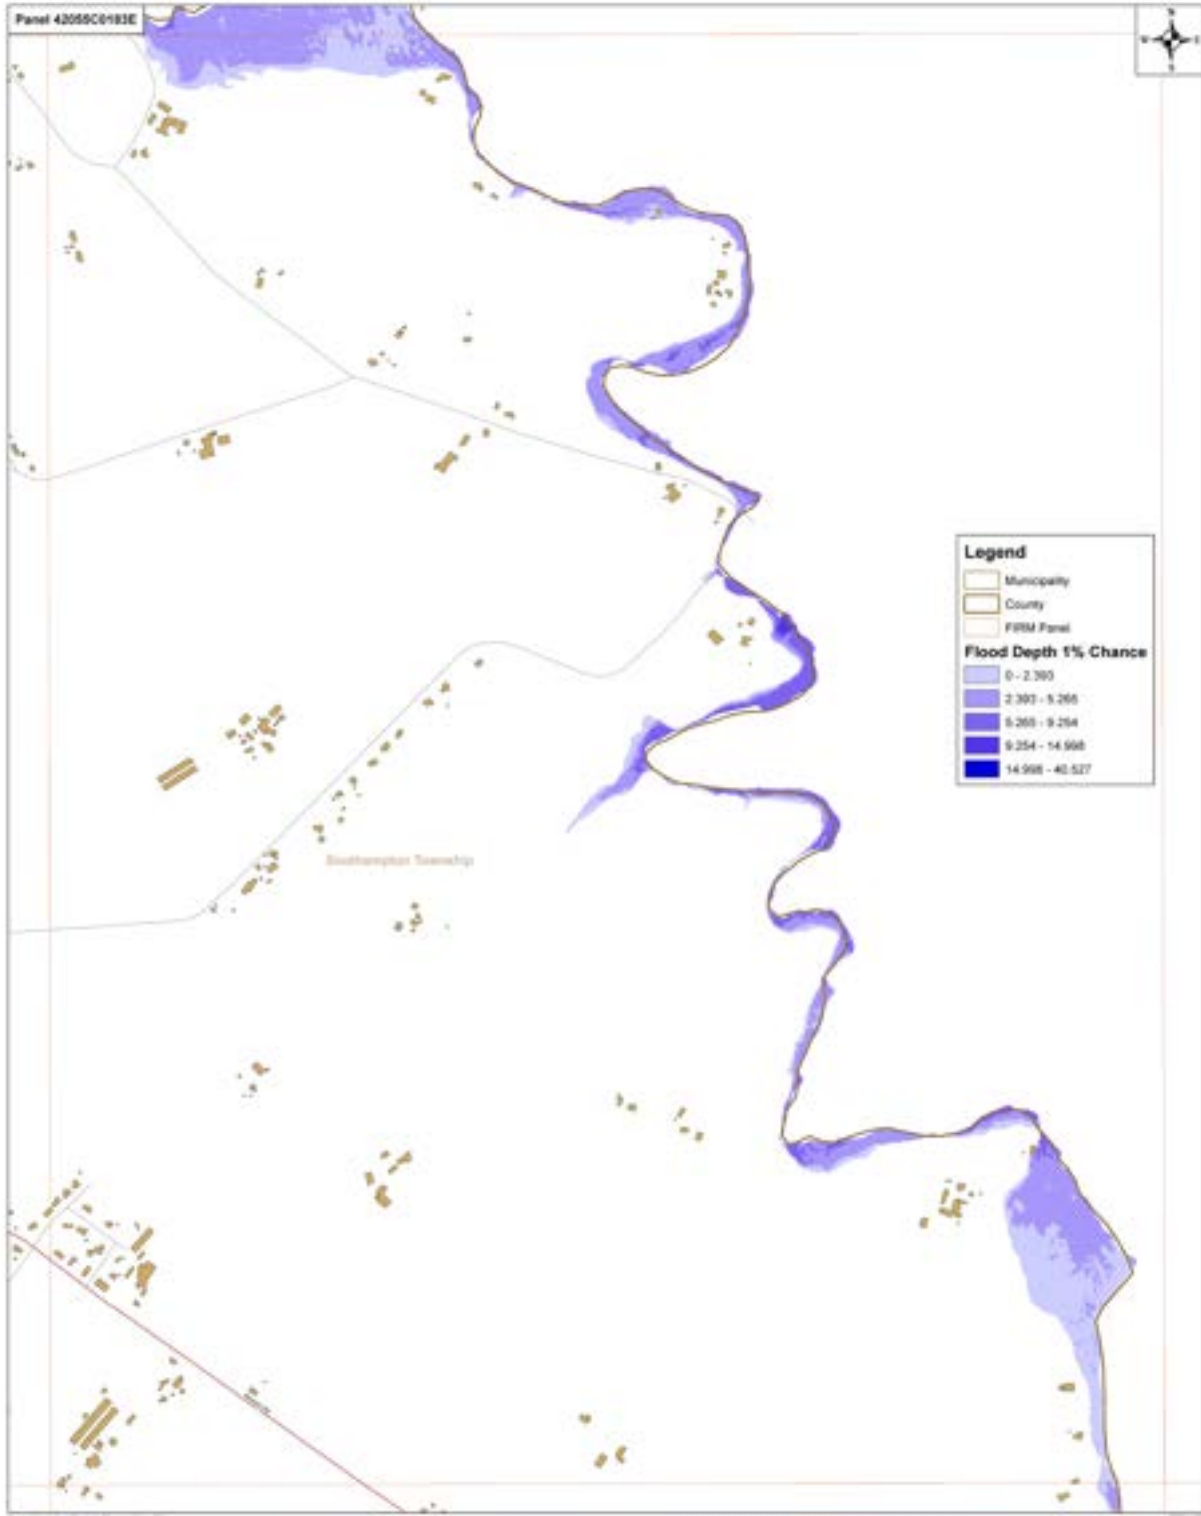 Panel 42055C0183E
N
W
E
S
Legend
Municipality
County
FIRM Panel
Flood Depth 1% Chance
0 - 2.393
2.393 - 5.265
5.265 - 9.254
9.254 - 14.998
14.998 - 40.527
Southampton Township